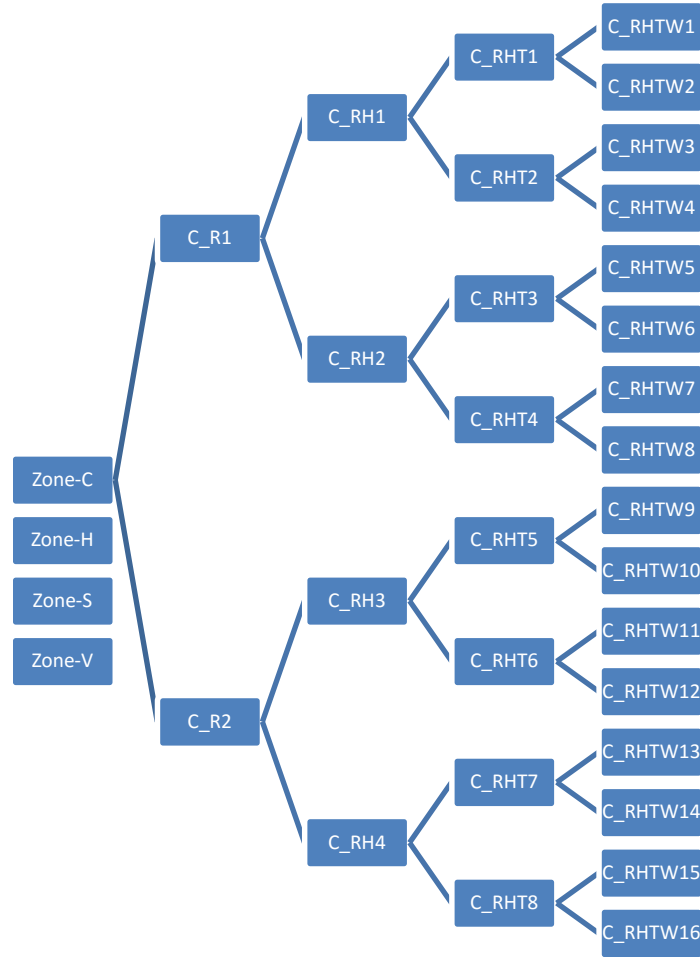 Zone-C
Zone-H
Zone-S
Zone-V
C_R1
C_R2
C_RH1
C_RH2
C_RH3
C_RH4
C_RHT1
C_RHT2
C_RHT3
C_RHT4
C_RHT5
C_RHT6
C_RHT7
C_RHT8
C_RHTW1
C_RHTW2
C_RHTW3
C_RHTW4
C_RHTW5
C_RHTW6
C_RHTW7
C_RHTW8
C_RHTW9
C_RHTW10
C_RHTW11
C_RHTW12
C_RHTW13
C_RHTW14
C_RHTW15
C_RHTW16